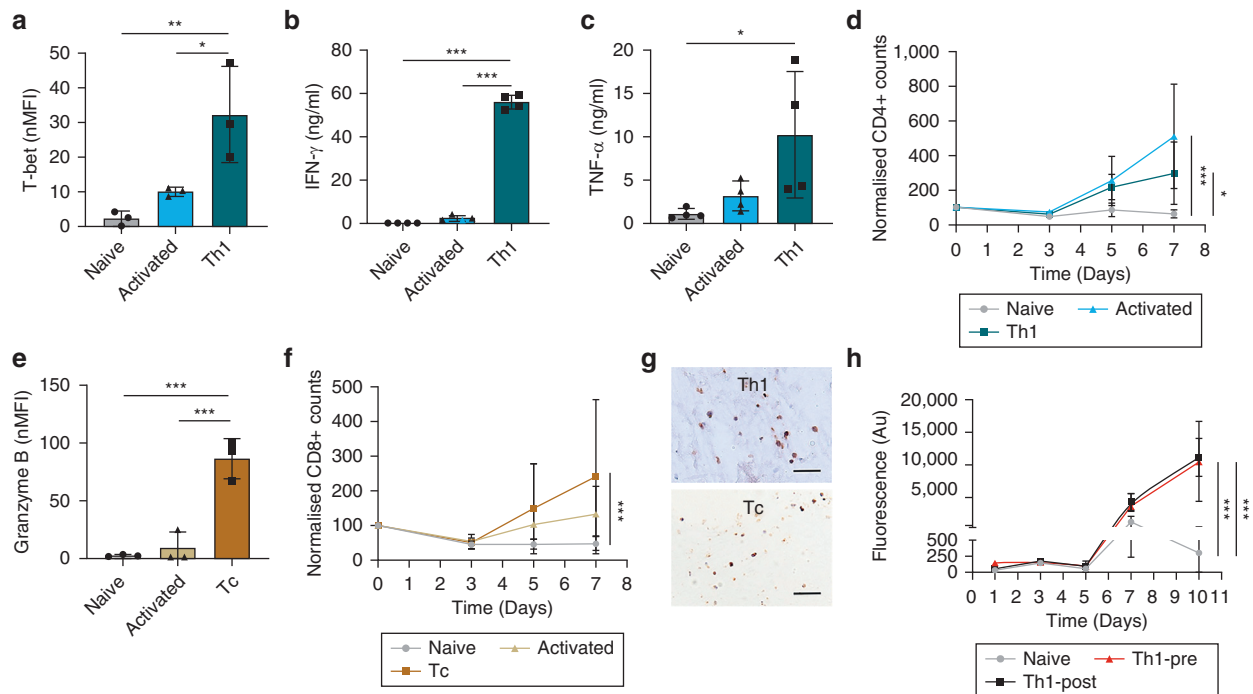 a
**
*
50
40
30
20
10
0
T-bet (nMFI)
Naive
Activated
Th1
b
***
***
80
60
40
20
0
IFN-γ (ng/ml)
Naive
Activated
Th1
c
*
20
15
10
5
0
TNF-α (ng/ml)
Naive
Activated
Th1
d
1,000
800
600
400
200
0
Normalised CD4+ counts
***
*
0 1 2 3 4 5 6 7 8
Time (Days)
Naive Activated
Th1
e
***
***
150
100
50
0
Granzyme B (nMFI)
Naive
Activated
Tc
f
500
400
300
200
100
0
Normalised CD8+ counts
***
0 1 2 3 4 5 6 7 8
Time (Days)
Naive Activated
Tc
g
Th1
Tc
h
20,000
15,000
10,000
5,000
500
250
0
Fluorescence (Au)
***
***
0 1 2 3 4 5 6 7 8 9 10 11
Time (Days)
Naive Th1-pre
Th1-post